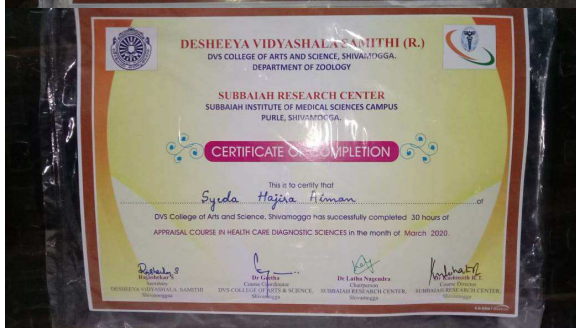 DESHEEYA VIDYASHALA SAMITHI (R.)
DVS COLLEGE OF ARTS AND SCIENCE, SHIVAMOGGA.
DEPARTMENT OF ZOOLOGY
SUBBAIAH RESEARCH CENTER
SUBBAIAH INSTITUTE OF MEDICAL SCIENCES CAMPUS
PURLE, SHIVAMOGGA.
CERTIFICATE OF COMPLETION
This is to certify that
Syeda Hajira Aiman of
DVS College of Arts and Science, Shivamogga has successfully completed 30 hours of
APPRAISAL COURSE IN HEALTH CARE DIAGNOSTIC SCIENCES in the month of March 2020.
Rajashekar S
Secretary
DESHEEYA VIDYASHALA SAMITHI
Shivamogga
Dr Geetha
Course Coordinator
DVS COLLEGE OF ARTS & SCIENCE,
Shivamogga
Dr Latha Nagendra
Chairperson
SUBBAIAH RESEARCH CENTER,
Shivamogga
Course Director
SUBBAIAH RESEARCH CENTER,
Shivamogga